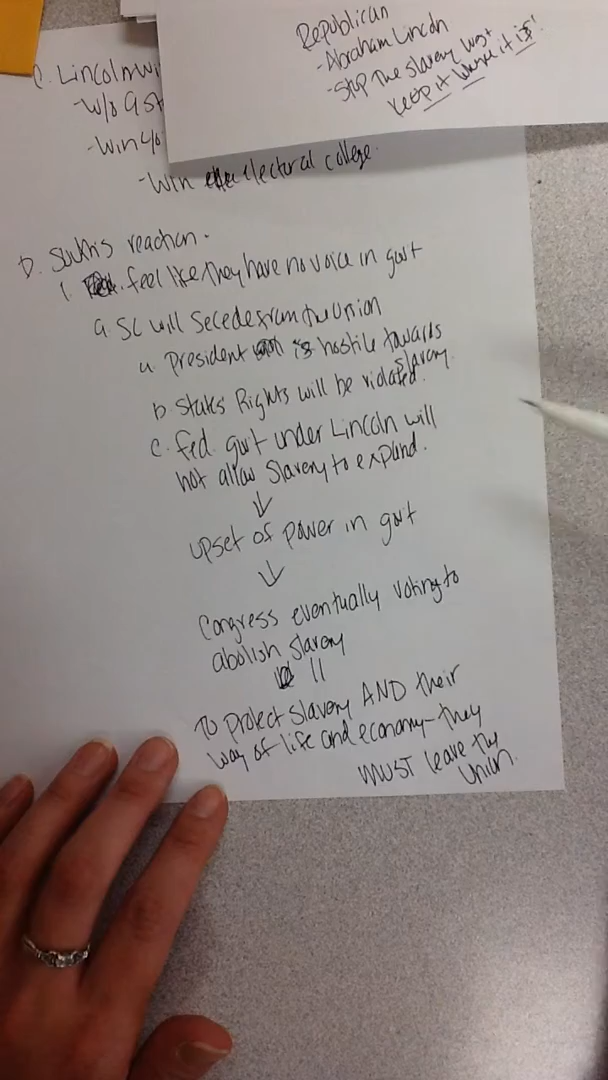 Republican
-Abraham Lincoln
-Stop the slavery west
keep it where it is!
C. Lincoln wi
-w/o a st
-Win 40
-Win electoral college.
D. South's reaction.
1. feel like they have no voice in govt
a. SC will secede from the Union
a. President is hostile towards slavery.
b. States Rights will be violated.
c. Fed. govt under Lincoln will
not allow Slavery to expand.
↓
upset of power in govt
↓
Congress eventually voting to
abolish slavery
||
To protect slavery AND their
way of life and economy - they
MUST leave the
Union.